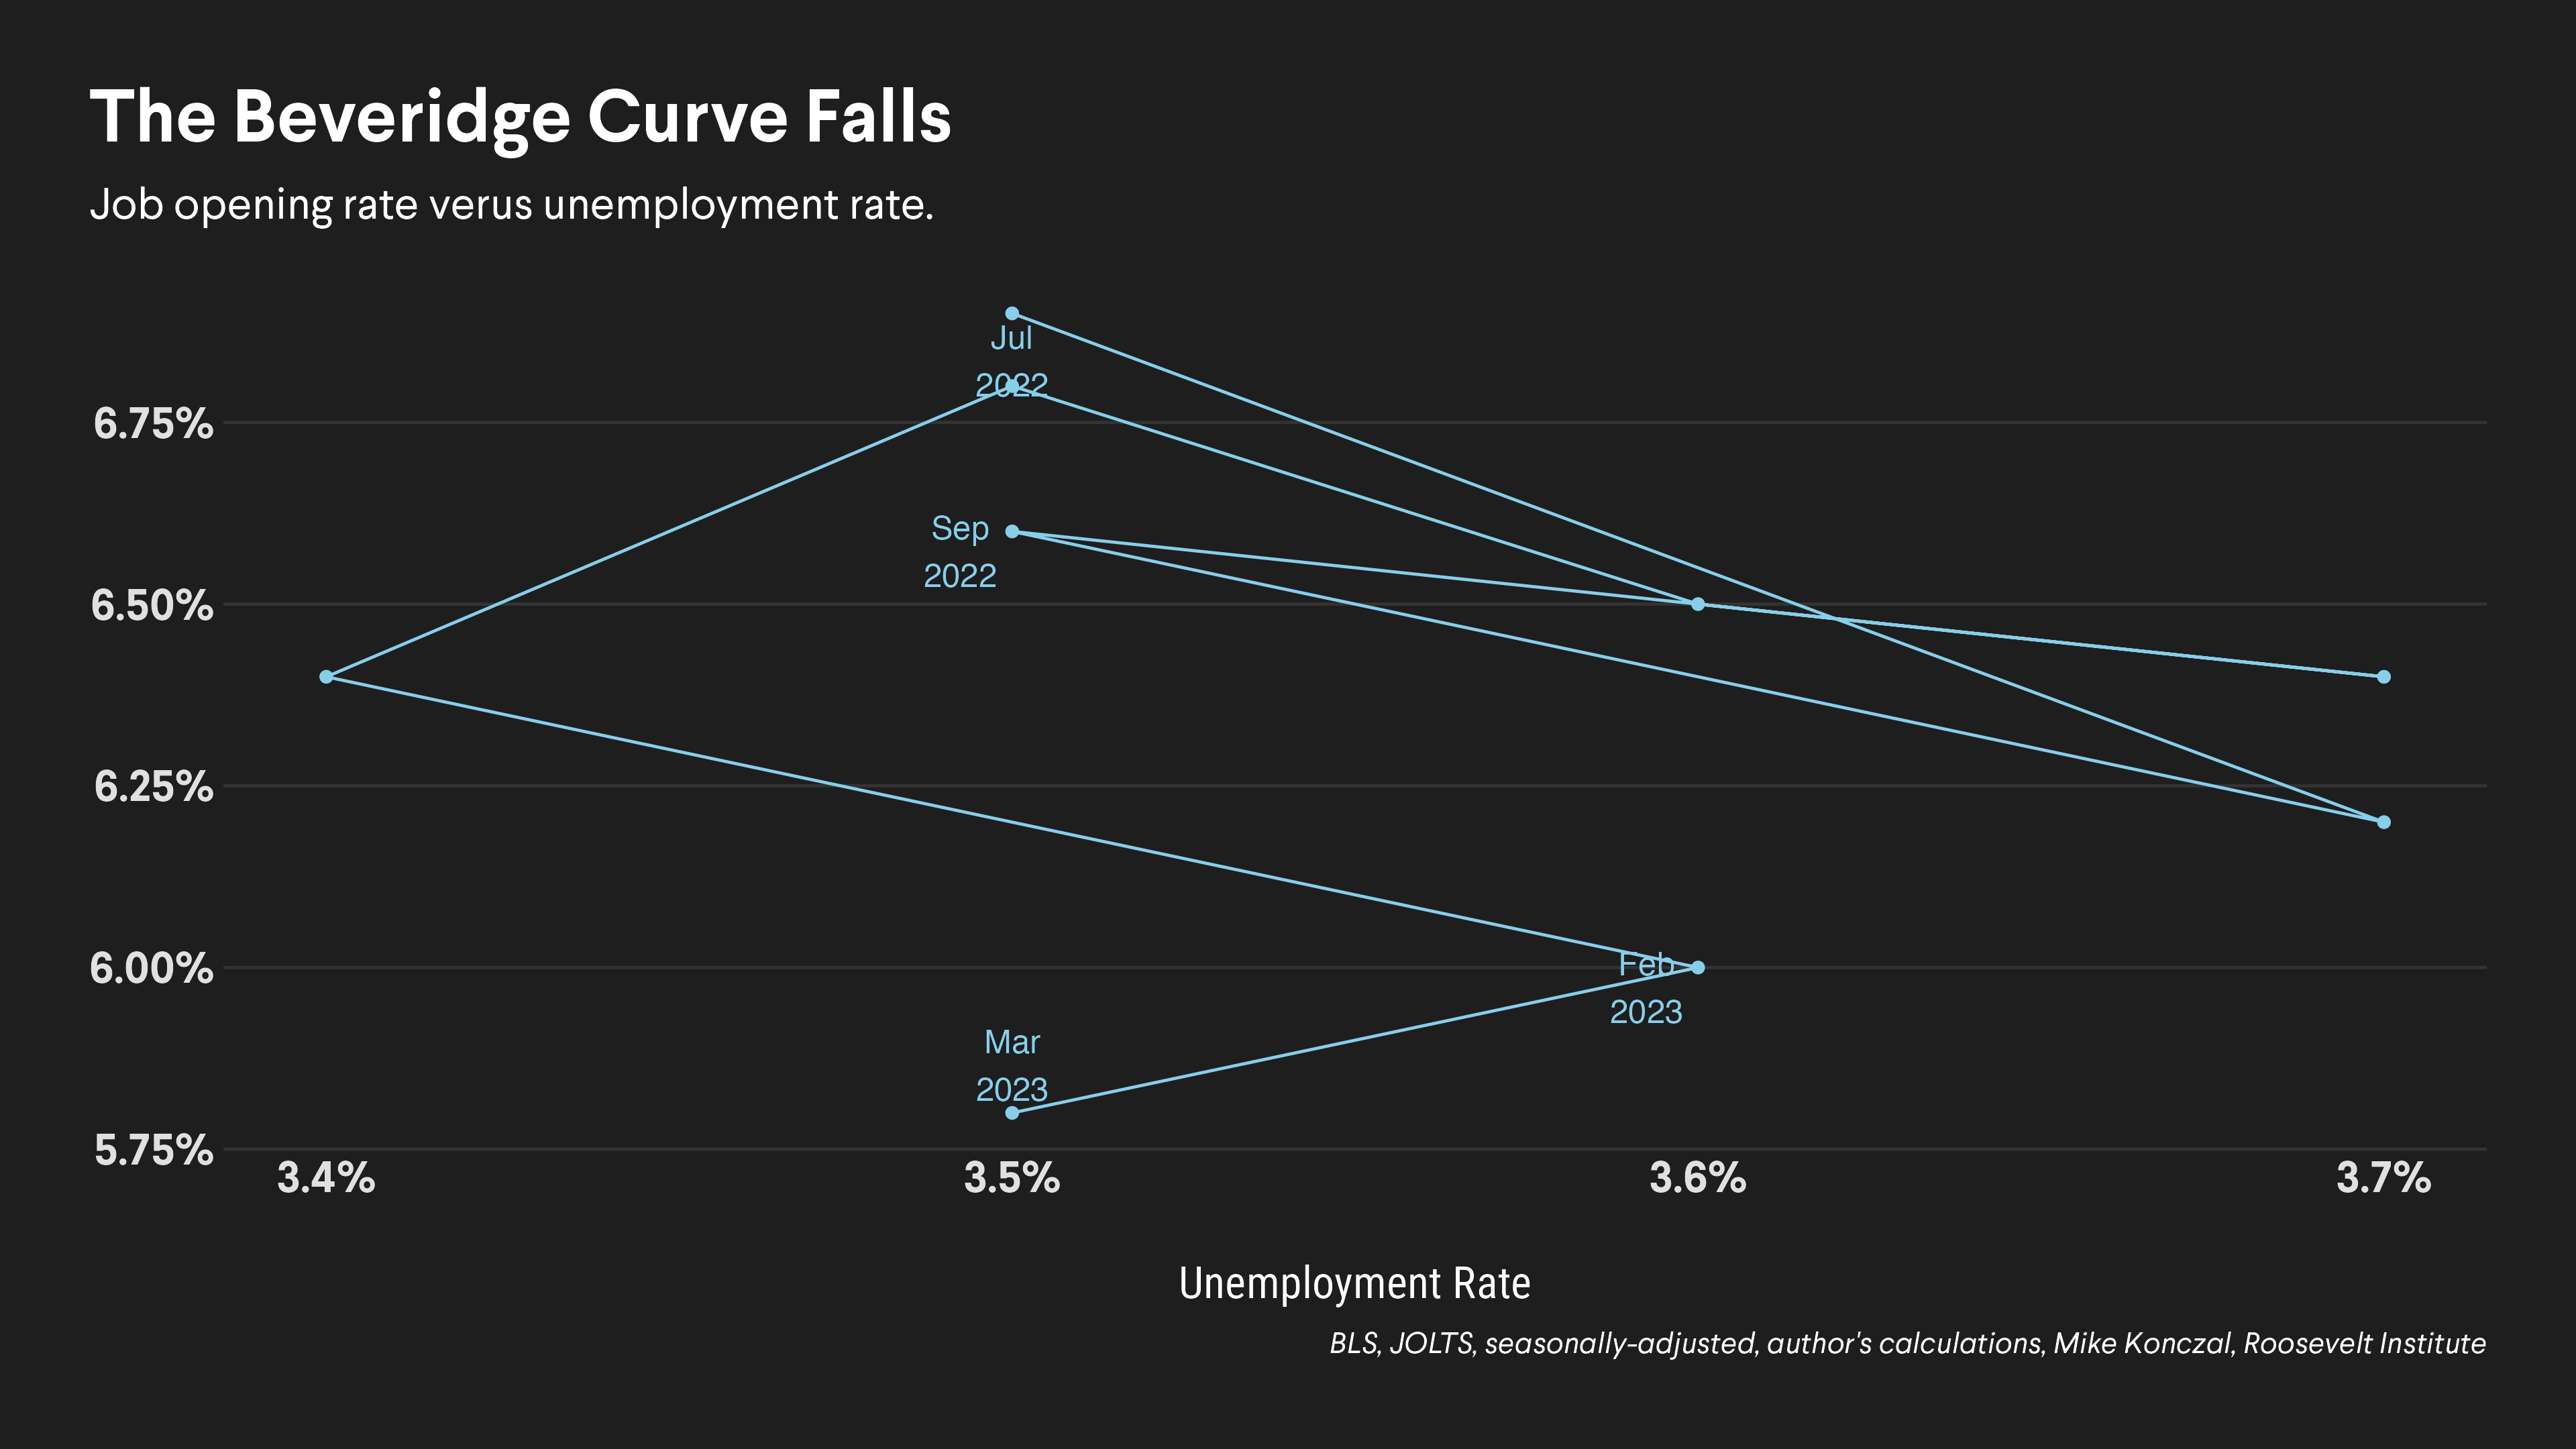 The Beveridge Curve Falls
Job opening rate verus unemployment rate.
Jul
2022
6.75%
Sep
2022
6.50%
6.25%
6.00%
Feb
2023
Mar
2023
5.75%
3.4% 3.5% 3.6% 3.7%
Unemployment Rate
BLS, JOLTS, seasonally-adjusted, author's calculations, Mike Konczal, Roosevelt Institute